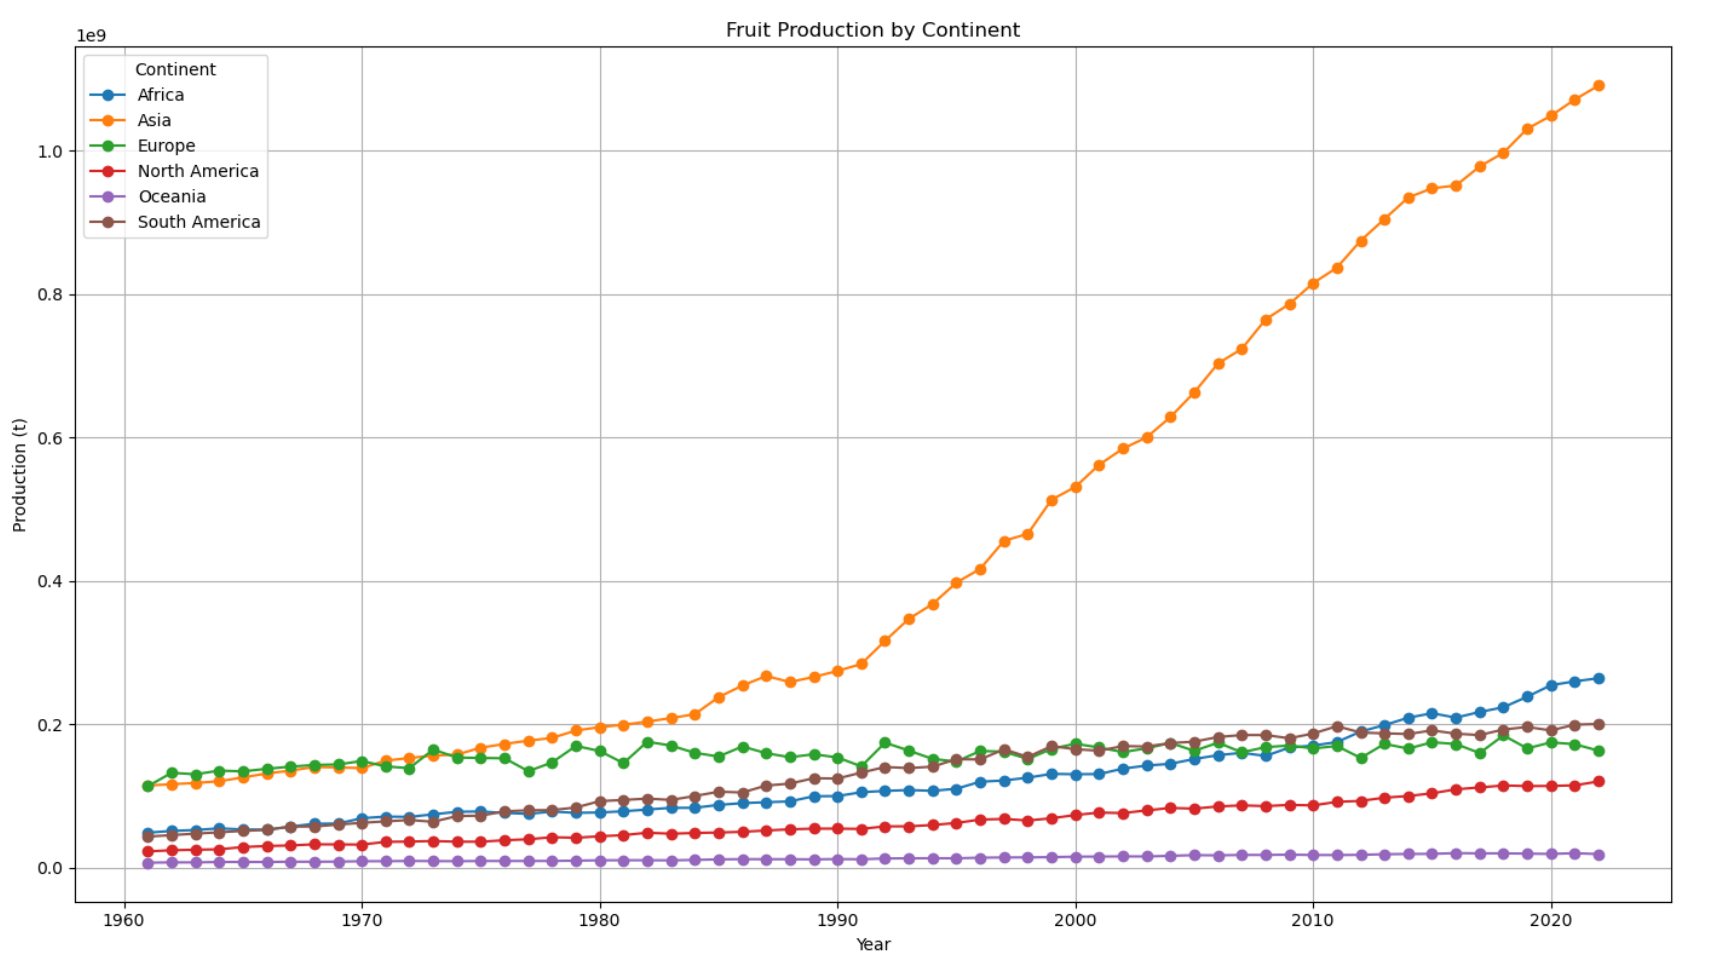 Fruit Production by Continent
1e9
Continent
Africa
Asia
Europe
North America
Oceania
South America
1.0
0.8
0.6
0.4
0.2
0.0
Production (t)
1960 1970 1980 1990 2000 2010 2020
Year